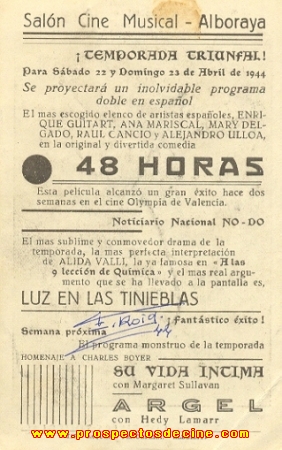 Salón Cine Musical - Alboraya
¡TEMPORADA TRIUNFAL!
Para Sábado 22 y Domingo 23 de Abril de 1944
Se proyectará un inolvidable programa
doble en español
El mas escogido elenco de artistas españoles, ENRI-
QUE GUITART, ANA MARISCAL, MARY DEL-
GADO, RAUL CANCIO y ALEJANDRO ULLOA,
en la original y divertida comedia
48 HORAS
Esta película alcanzó un gran éxito hace dos
semanas en el cine Olympia de Valencia.
Noticiario Nacional NO-DO
El mas sublime y conmovedor drama de la
temporada, la mas perfecta interpretación
de ALIDA VALLI, la ya famosa en «A las
9 lección de Química» y el mas real argu-
mento que se ha llevado a la pantalla es,
LUZ EN LAS TINIEBLAS
¡Fantástico éxito!
E. Roig
Semana próxima
El programa monstruo de la temporada
HOMENAJE A CHARLES BOYER
SU VIDA INTIMA
con Margaret Sullavan
ARGEL
con Hedy Lamarr
www.prospectosdecine.com